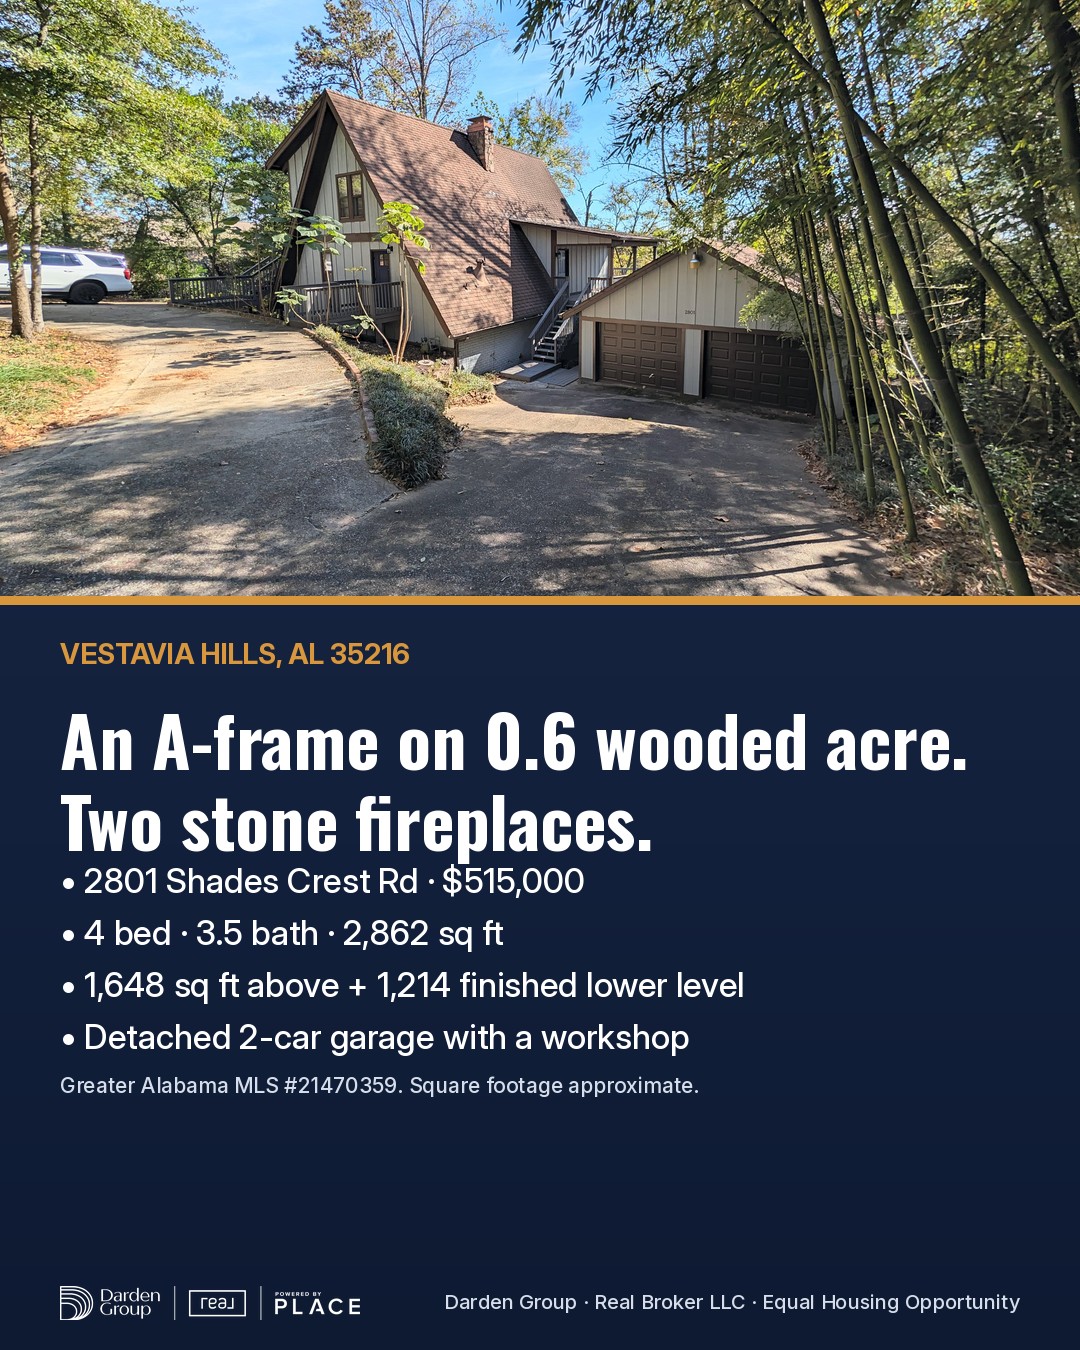 VESTAVIA HILLS, AL 35216
An A-frame on 0.6 wooded acre.
Two stone fireplaces.
• 2801 Shades Crest Rd · $515,000
• 4 bed · 3.5 bath · 2,862 sq ft
• 1,648 sq ft above + 1,214 finished lower level
• Detached 2-car garage with a workshop
Greater Alabama MLS #21470359. Square footage approximate.
Darden
Group
real
POWERED BY
PLACE
Darden Group · Real Broker LLC · Equal Housing Opportunity